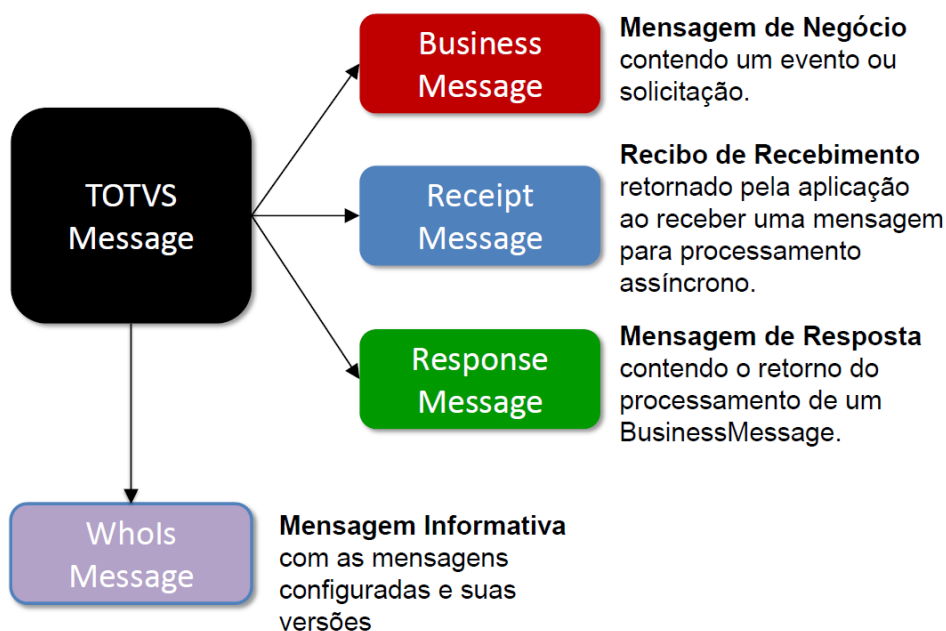 TOTVS
Message
Business
Message
Mensagem de Negócio
contendo um evento ou
solicitação.
Receipt
Message
Recibo de Recebimento
retornado pela aplicação
ao receber uma mensagem
para processamento
assíncrono.
Response
Message
Mensagem de Resposta
contendo o retorno do
processamento de um
BusinessMessage.
WhoIs
Message
Mensagem Informativa
com as mensagens
configuradas e suas
versões